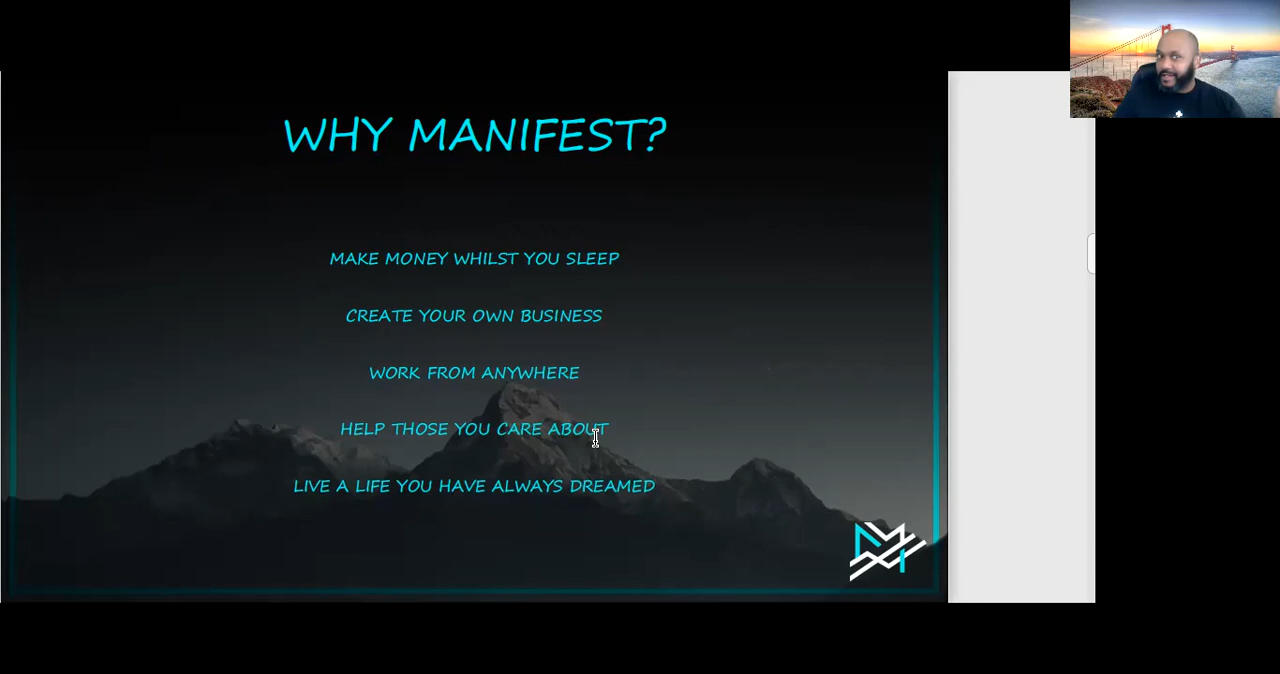 WHY MANIFEST?
MAKE MONEY WHILST YOU SLEEP
CREATE YOUR OWN BUSINESS
WORK FROM ANYWHERE
HELP THOSE YOU CARE ABOUT
LIVE A LIFE YOU HAVE ALWAYS DREAMED